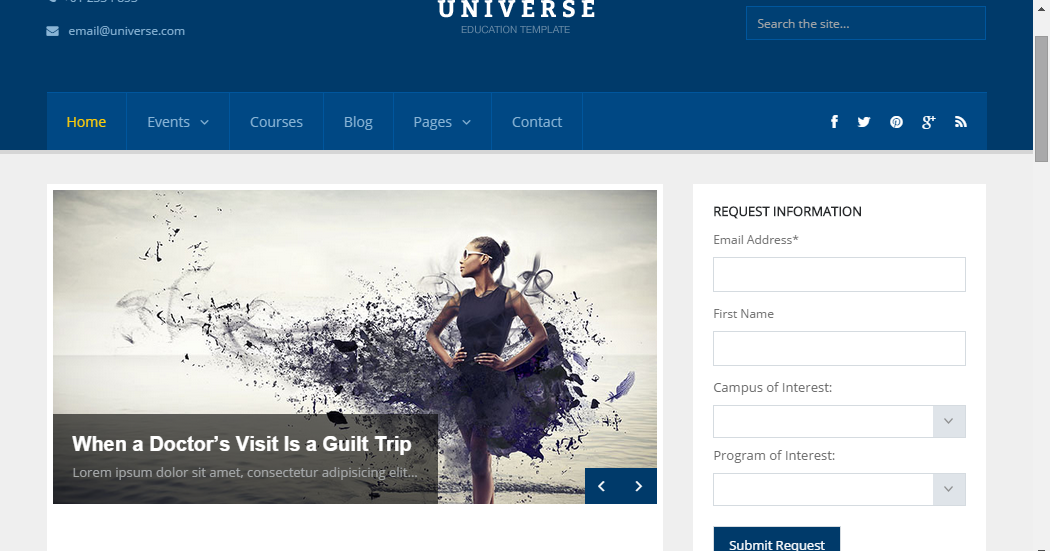 UNIVERSE
EDUCATION TEMPLATE
email@universe.com
Search the site...
Home
Events
Courses
Blog
Pages
Contact
When a Doctor’s Visit Is a Guilt Trip
Lorem ipsum dolor sit amet, consectetur adipisicing elit...
REQUEST INFORMATION
Email Address*
First Name
Campus of Interest:
Program of Interest:
Submit Request